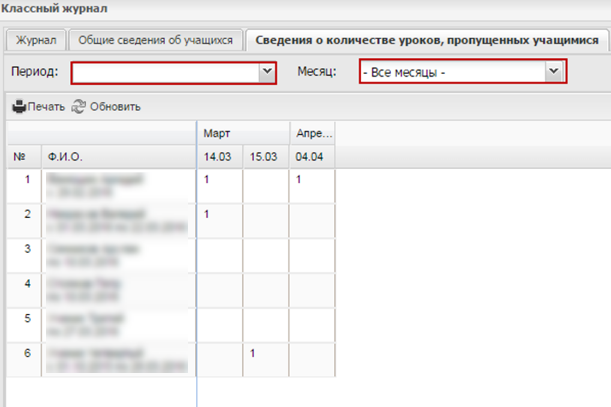 Классный журнал
Журнал Общие сведения об учащихся Сведения о количестве уроков, пропущенных учащимися
Период: Месяц: - Все месяцы -
Печать Обновить
Март Апре...
№ Ф.И.О. 14.03 15.03 04.04
1 1 1
2 1
3
4
5
6 1